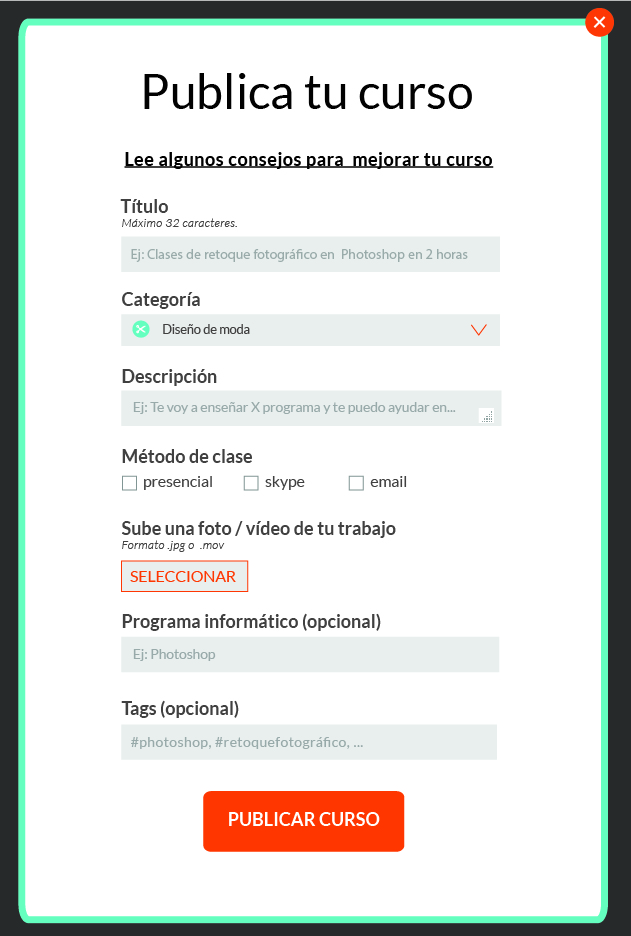 Publica tu curso
Lee algunos consejos para mejorar tu curso
Título
Máximo 32 caracteres.
Ej: Clases de retoque fotográfico en Photoshop en 2 horas
Categoría
Diseño de moda
Descripción
Ej: Te voy a enseñar X programa y te puedo ayudar en...
Método de clase
presencial skype email
Sube una foto / vídeo de tu trabajo
Formato .jpg o .mov
SELECCIONAR
Programa informático (opcional)
Ej: Photoshop
Tags (opcional)
#photoshop, #retoquefotográfico, ...
PUBLICAR CURSO